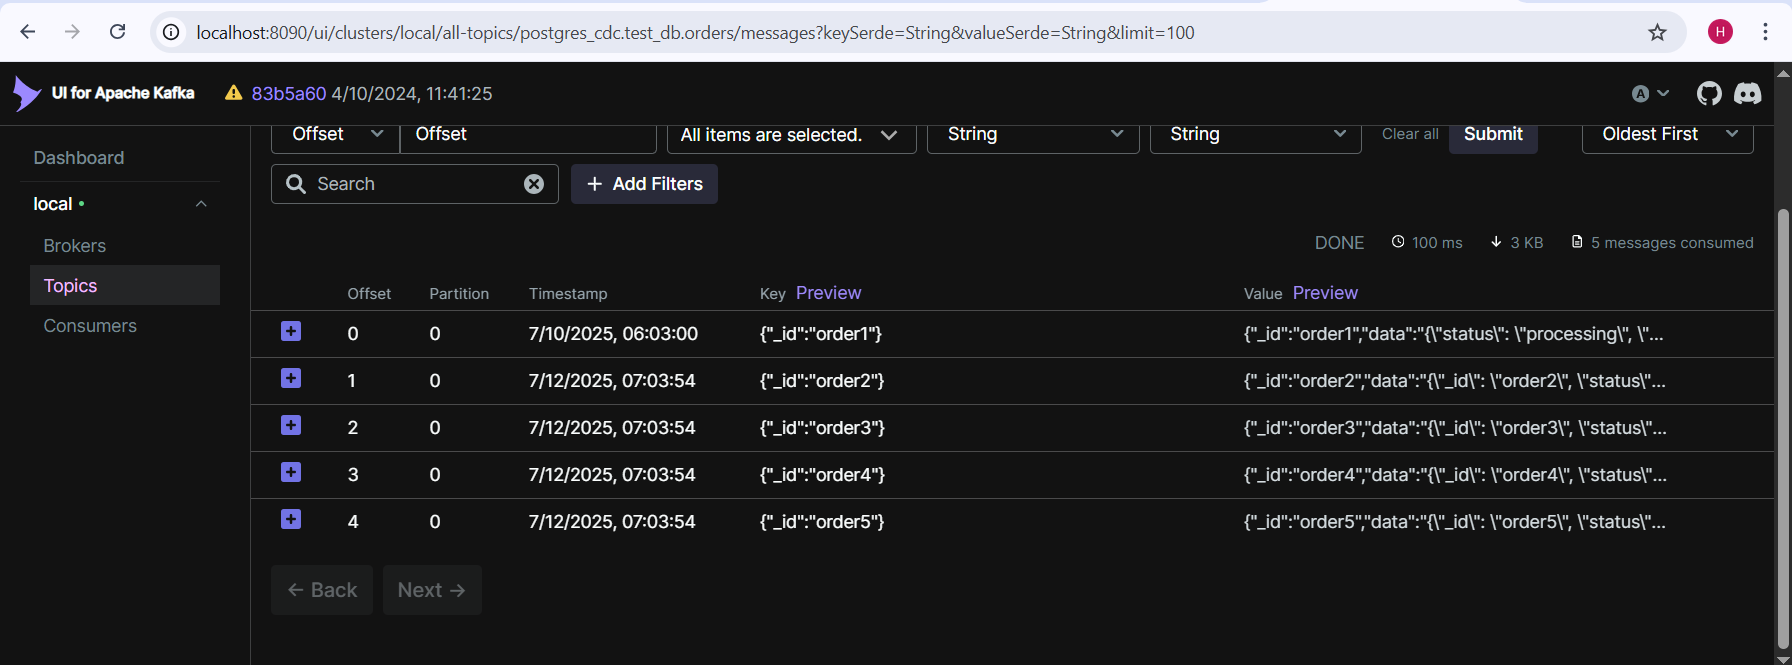 localhost:8090/ui/clusters/local/all-topics/postgres_cdc.test_db.orders/messages?keySerde=String&valueSerde=String&limit=100
H
UI for Apache Kafka 83b5a60 4/10/2024, 11:41:25
A
Offset Offset All items are selected. String String Clear all Submit Oldest First
Search + Add Filters
Dashboard
local
Brokers
Topics
Consumers
DONE 100 ms 3 KB 5 messages consumed
Offset Partition Timestamp Key Preview Value Preview
0 0 7/10/2025, 06:03:00 {"_id":"order1"} {"_id":"order1","data":"{\"status\": \"processing\", \"...
1 0 7/12/2025, 07:03:54 {"_id":"order2"} {"_id":"order2","data":"{\"_id\": \"order2\", \"status\"...
2 0 7/12/2025, 07:03:54 {"_id":"order3"} {"_id":"order3","data":"{\"_id\": \"order3\", \"status\"...
3 0 7/12/2025, 07:03:54 {"_id":"order4"} {"_id":"order4","data":"{\"_id\": \"order4\", \"status\"...
4 0 7/12/2025, 07:03:54 {"_id":"order5"} {"_id":"order5","data":"{\"_id\": \"order5\", \"status\"...
← Back Next →